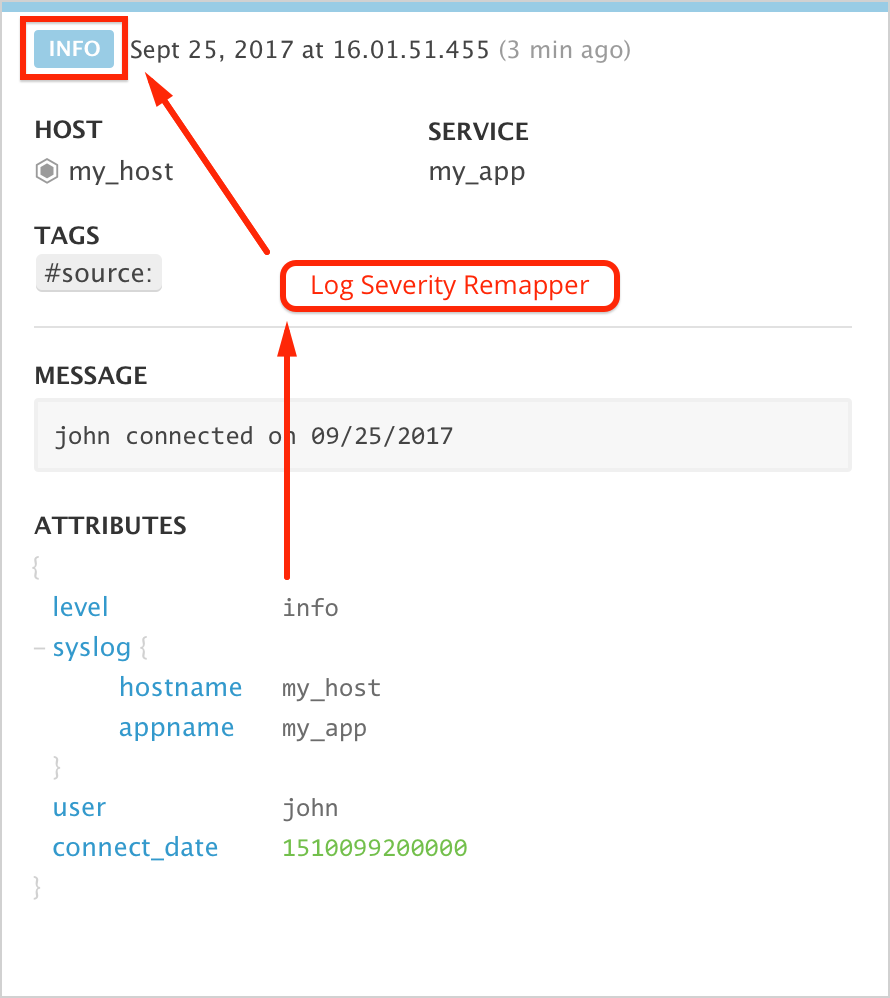 INFO Sept 25, 2017 at 16.01.51.455 (3 min ago)
HOST SERVICE
my_host my_app
TAGS
#source:
Log Severity Remapper
MESSAGE
john connected on 09/25/2017
ATTRIBUTES
{
level info
– syslog {
hostname my_host
appname my_app
}
user john
connect_date 1510099200000
}